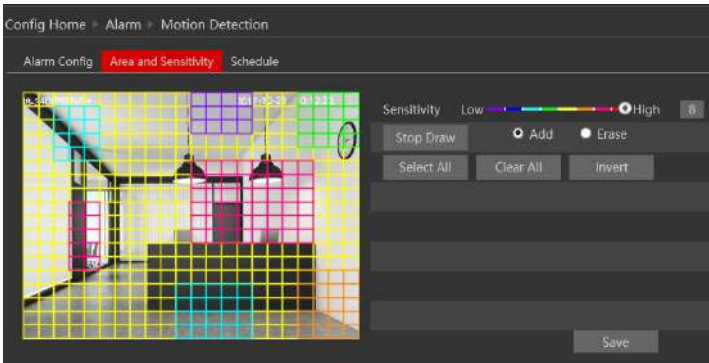 Config Home ▸ Alarm ▸ Motion Detection
Alarm Config Area and Sensitivity Schedule
Sensitivity Low High 8
Stop Draw Add Erase
Select All Clear All Invert
Save